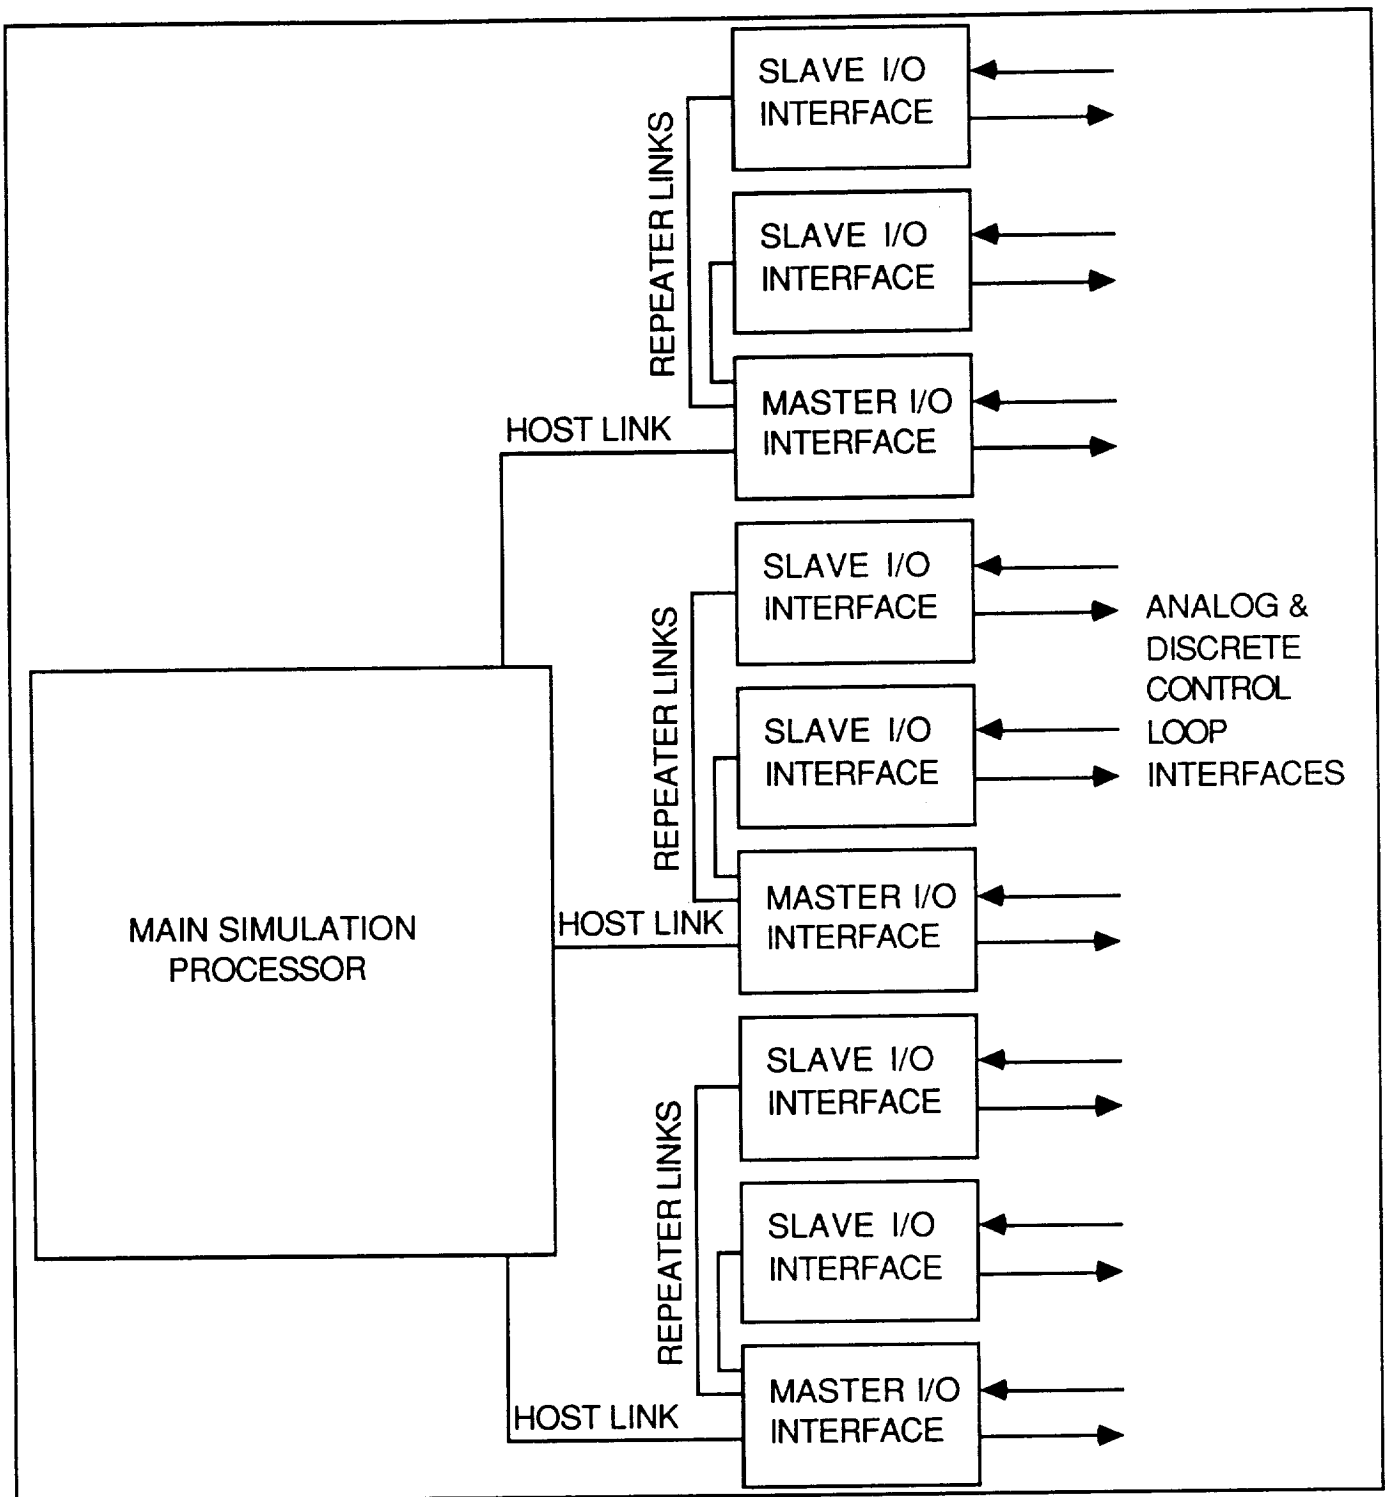 SLAVE I/O
INTERFACE
REPEATER LINKS
SLAVE I/O
INTERFACE
MASTER I/O
INTERFACE
HOST LINK
SLAVE I/O
INTERFACE
REPEATER LINKS
SLAVE I/O
INTERFACE
ANALOG &
DISCRETE
CONTROL
LOOP
INTERFACES
MASTER I/O
INTERFACE
HOST LINK
MAIN SIMULATION
PROCESSOR
SLAVE I/O
INTERFACE
REPEATER LINKS
SLAVE I/O
INTERFACE
MASTER I/O
INTERFACE
HOST LINK